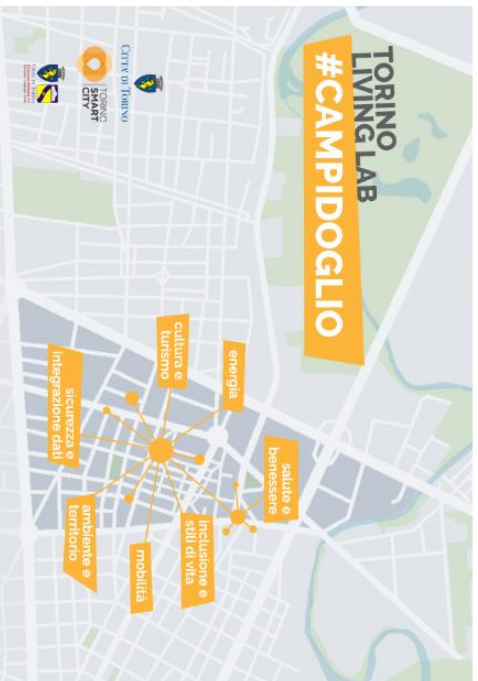 TORINO
LIVING LAB
#CAMPIDOGLIO
energia
cultura e
turismo
sicurezza e
integrazione dati
salute e
benessere
inclusione e
stili di vita
mobilità
ambiente e
territorio
CITTÀ DI TORINO
TORINO
SMART
CITY